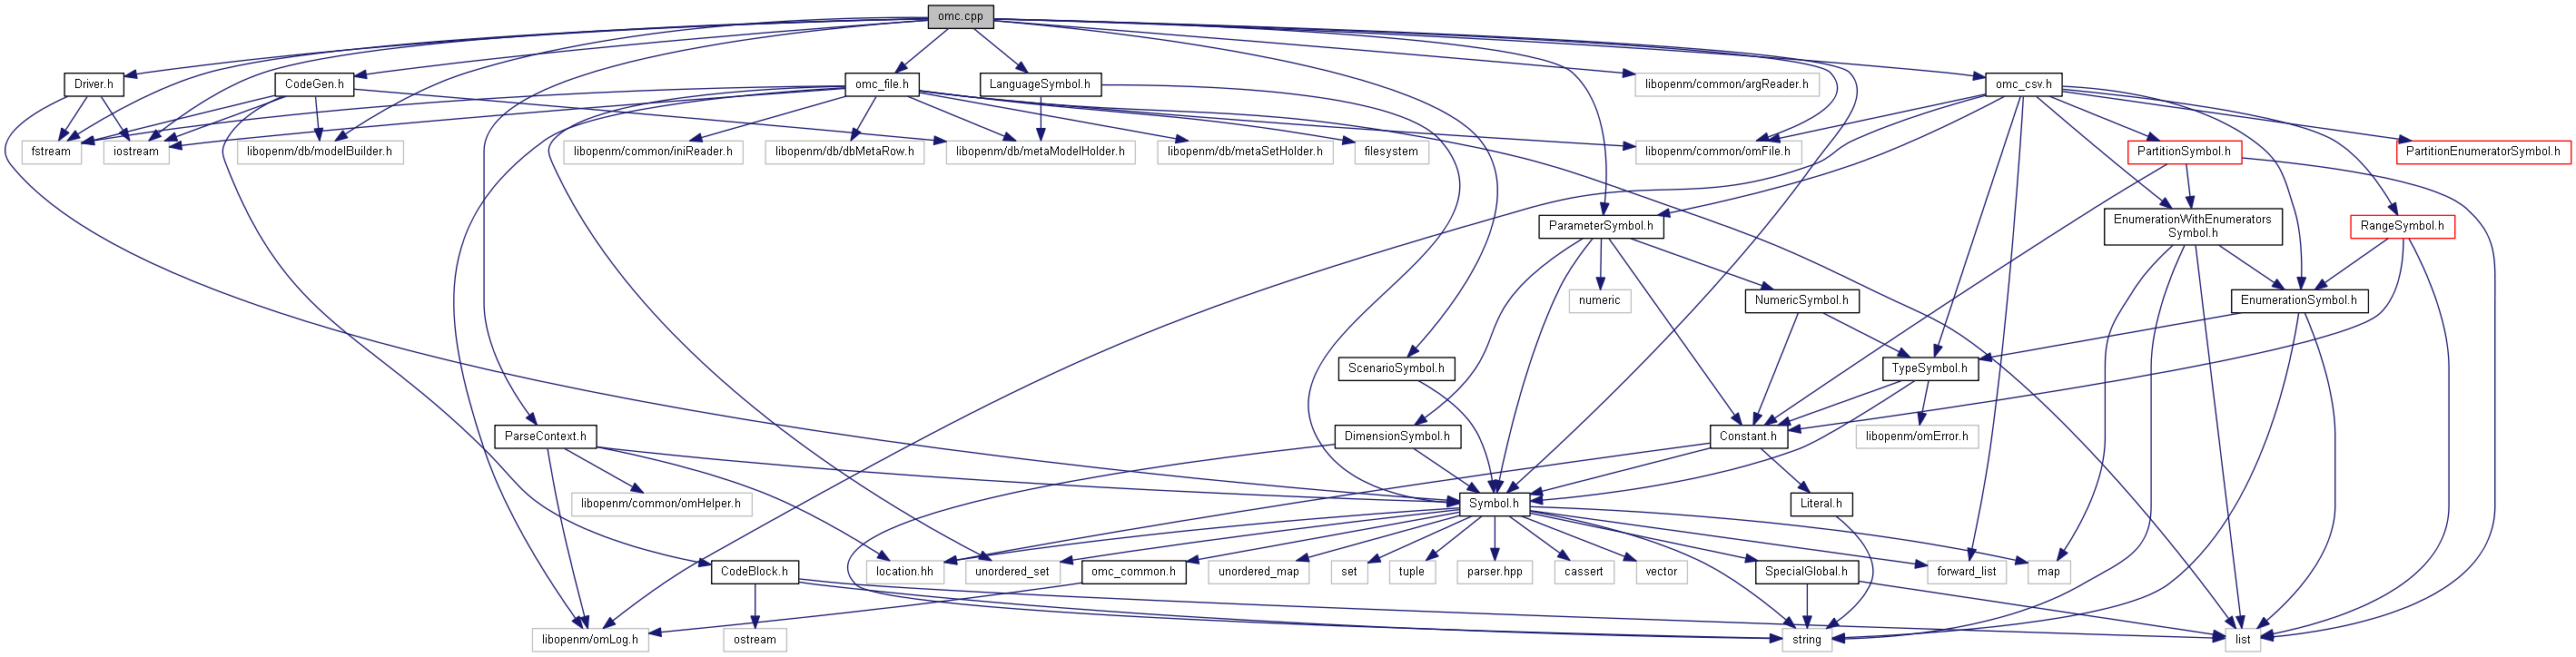 omc.cpp
Driver.h
CodeGen.h
omc_file.h
LanguageSymbol.h
libopenm/common/argReader.h
omc_csv.h
fstream
iostream
libopenm/db/modelBuilder.h
libopenm/common/iniReader.h
libopenm/db/dbMetaRow.h
libopenm/db/metaModelHolder.h
libopenm/db/metaSetHolder.h
filesystem
libopenm/common/omFile.h
PartitionSymbol.h
PartitionEnumeratorSymbol.h
ParameterSymbol.h
EnumerationWithEnumerators
Symbol.h
RangeSymbol.h
numeric
NumericSymbol.h
EnumerationSymbol.h
ScenarioSymbol.h
TypeSymbol.h
ParseContext.h
DimensionSymbol.h
Constant.h
libopenm/omError.h
libopenm/common/omHelper.h
Symbol.h
Literal.h
CodeBlock.h
location.hh
unordered_set
omc_common.h
unordered_map
set
tuple
parser.hpp
cassert
vector
SpecialGlobal.h
forward_list
map
libopenm/omLog.h
ostream
string
list